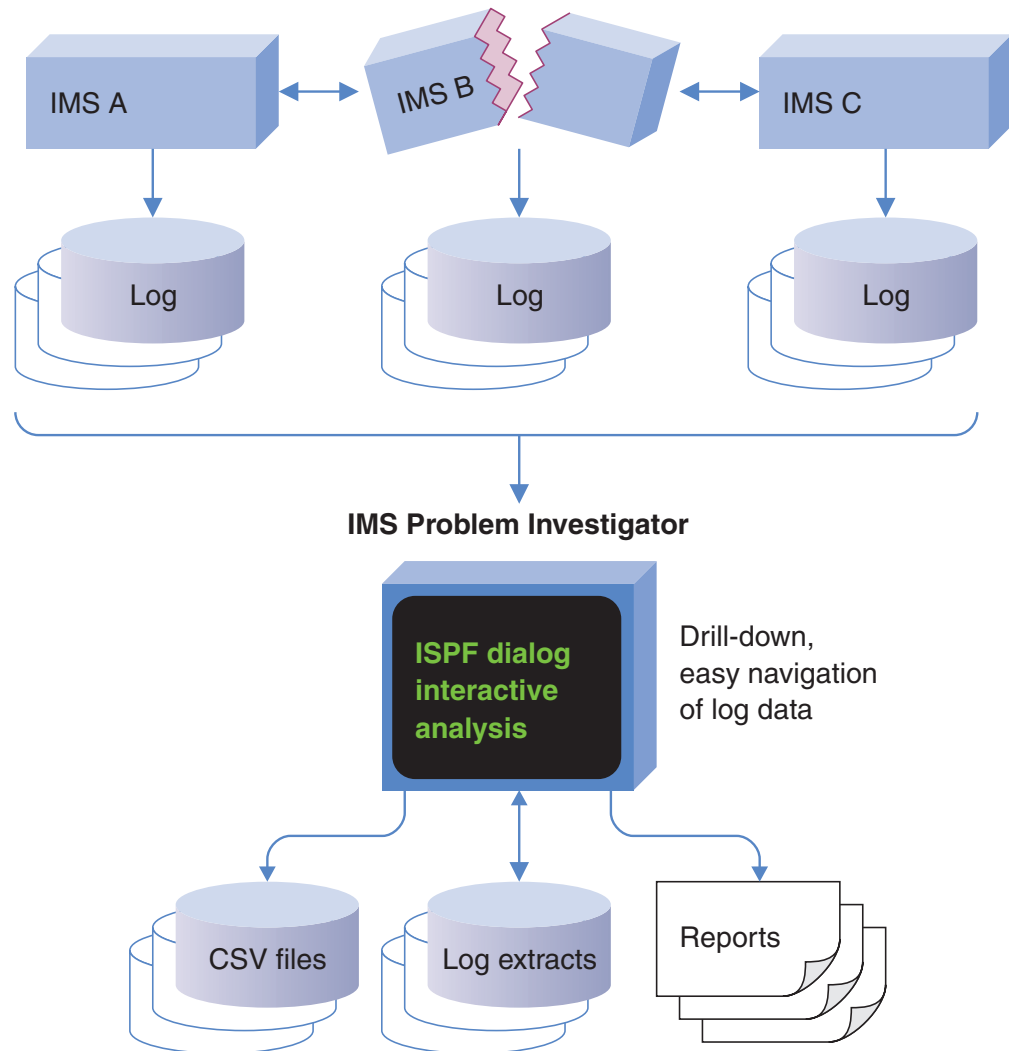 IMS A
IMS B
IMS C
Log
Log
Log
IMS Problem Investigator
ISPF dialog
interactive
analysis
Drill-down,
easy navigation
of log data
CSV files
Log extracts
Reports